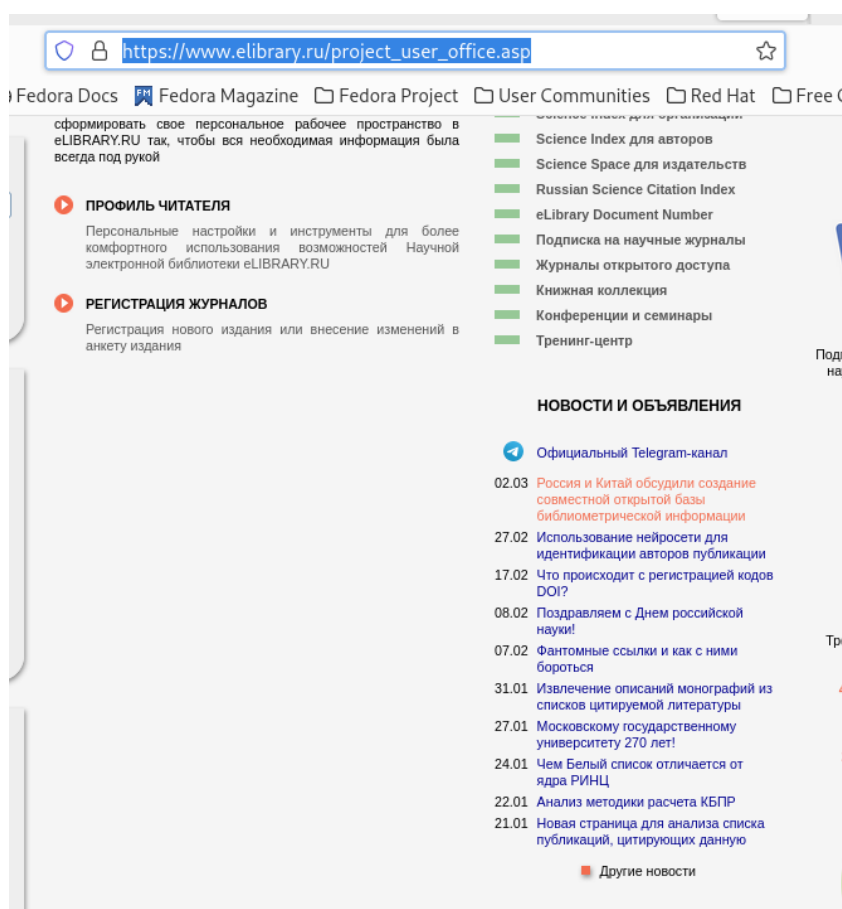 https://www.elibrary.ru/project_user_office.asp
Fedora Docs Fedora Magazine Fedora Project User Communities Red Hat Free
сформировать свое персональное рабочее пространство в
eLIBRARY.RU так, чтобы вся необходимая информация была
всегда под рукой
ПРОФИЛЬ ЧИТАТЕЛЯ
Персональные настройки и инструменты для более
комфортного использования возможностей Научной
электронной библиотеки eLIBRARY.RU
РЕГИСТРАЦИЯ ЖУРНАЛОВ
Регистрация нового издания или внесение изменений в
анкету издания
Science Index для организаций
Science Index для авторов
Science Space для издательств
Russian Science Citation Index
eLibrary Document Number
Подписка на научные журналы
Журналы открытого доступа
Книжная коллекция
Конференции и семинары
Тренинг-центр
НОВОСТИ И ОБЪЯВЛЕНИЯ
Официальный Telegram-канал
02.03 Россия и Китай обсудили создание
совместной открытой базы
библиометрической информации
27.02 Использование нейросети для
идентификации авторов публикации
17.02 Что происходит с регистрацией кодов
DOI?
08.02 Поздравляем с Днем российской
науки!
07.02 Фантомные ссылки и как с ними
бороться
31.01 Извлечение описаний монографий из
списков цитируемой литературы
27.01 Московскому государственному
университету 270 лет!
24.01 Чем Белый список отличается от
ядра РИНЦ
22.01 Анализ методики расчета КБПР
21.01 Новая страница для анализа списка
публикаций, цитирующих данную
Другие новости